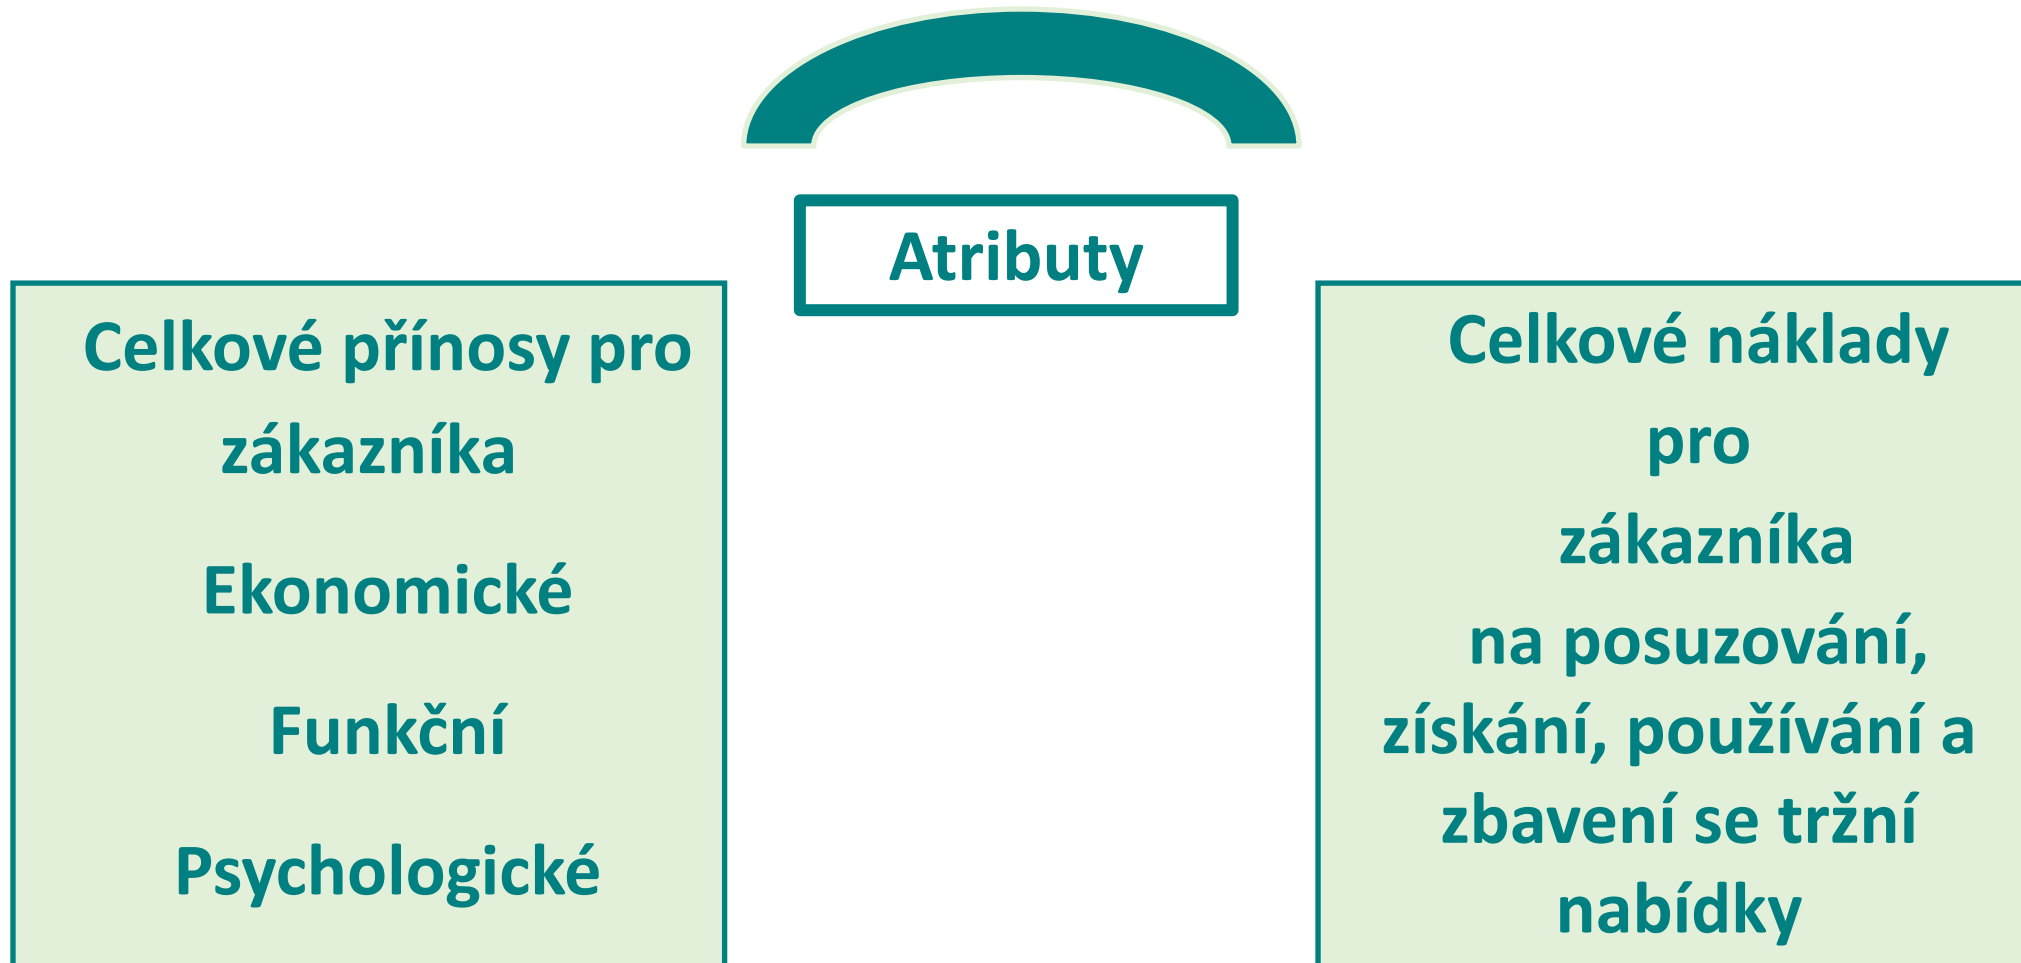 Atributy
Celkové přínosy pro
zákazníka
Ekonomické
Funkční
Psychologické
Celkové náklady
pro
zákazníka
na posuzování,
získání, používání a
zbavení se tržní
nabídky